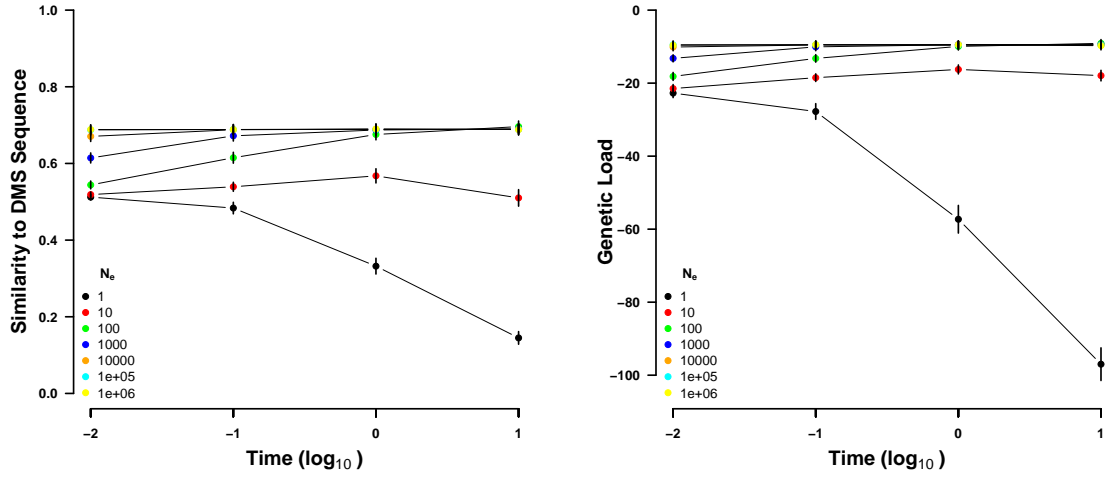 1.0
0.8
0.6
0.4
0.2
0.0
Similarity to DMS Sequence
Ne
1
10
100
1000
10000
1e+05
1e+06
−2 −1 0 1
Time (log10 )
0
−20
−40
−60
−80
−100
Genetic Load
Ne
1
10
100
1000
10000
1e+05
1e+06
−2 −1 0 1
Time (log10 )